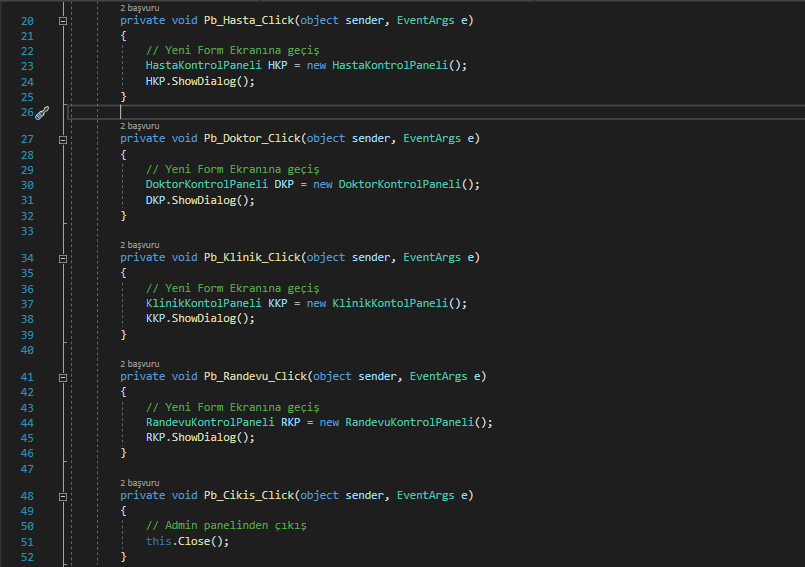 2 başvuru
20 private void Pb_Hasta_Click(object sender, EventArgs e)
21 {
22 // Yeni Form Ekranına geçiş
23 HastaKontrolPaneli HKP = new HastaKontrolPaneli();
24 HKP.ShowDialog();
25 }
26
2 başvuru
27 private void Pb_Doktor_Click(object sender, EventArgs e)
28 {
29 // Yeni Form Ekranına geçiş
30 DoktorKontrolPaneli DKP = new DoktorKontrolPaneli();
31 DKP.ShowDialog();
32 }
33
2 başvuru
34 private void Pb_Klinik_Click(object sender, EventArgs e)
35 {
36 // Yeni Form Ekranına geçiş
37 KlinikKontolPaneli KKP = new KlinikKontolPaneli();
38 KKP.ShowDialog();
39 }
40
2 başvuru
41 private void Pb_Randevu_Click(object sender, EventArgs e)
42 {
43 // Yeni Form Ekranına geçiş
44 RandevuKontrolPaneli RKP = new RandevuKontrolPaneli();
45 RKP.ShowDialog();
46 }
47
2 başvuru
48 private void Pb_Cikis_Click(object sender, EventArgs e)
49 {
50 // Admin panelinden çıkış
51 this.Close();
52 }